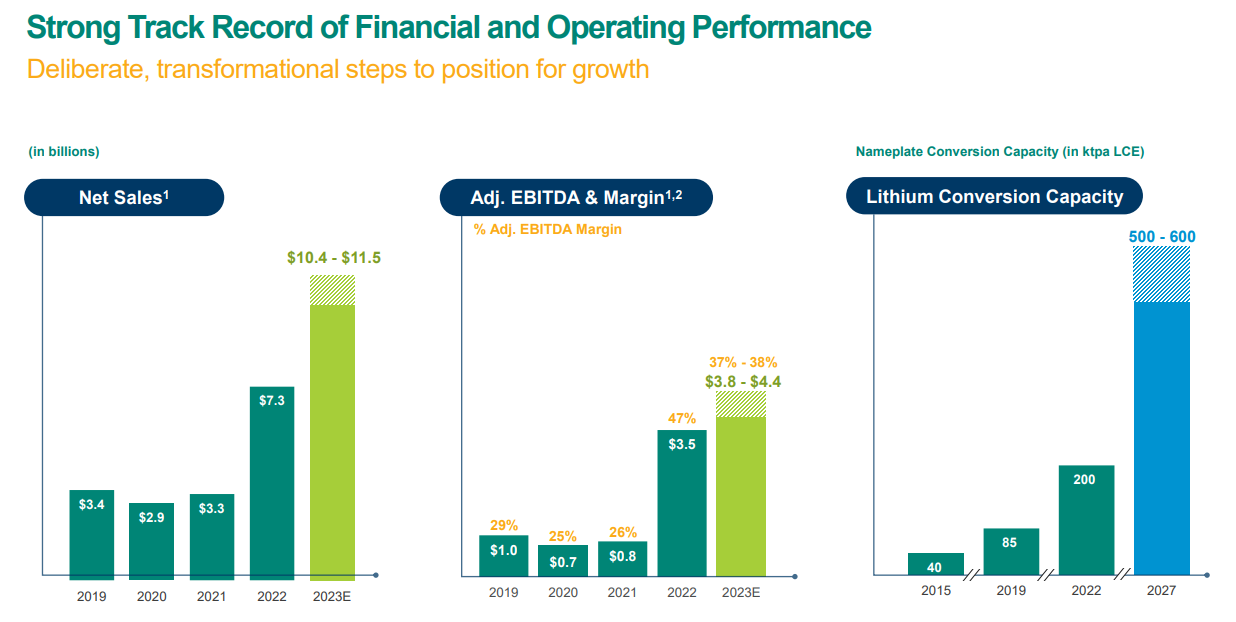 Strong Track Record of Financial and Operating Performance
Deliberate, transformational steps to position for growth
(in billions)
Net Sales¹
$10.4 - $11.5
$7.3
$3.4
$2.9
$3.3
2019 2020 2021 2022 2023E
Adj. EBITDA & Margin¹,²
% Adj. EBITDA Margin
37% - 38%
$3.8 - $4.4
47%
$3.5
29%
25%
26%
$1.0
$0.7
$0.8
2019 2020 2021 2022 2023E
Nameplate Conversion Capacity (in ktpa LCE)
Lithium Conversion Capacity
500 - 600
200
85
40
2015 2019 2022 2027